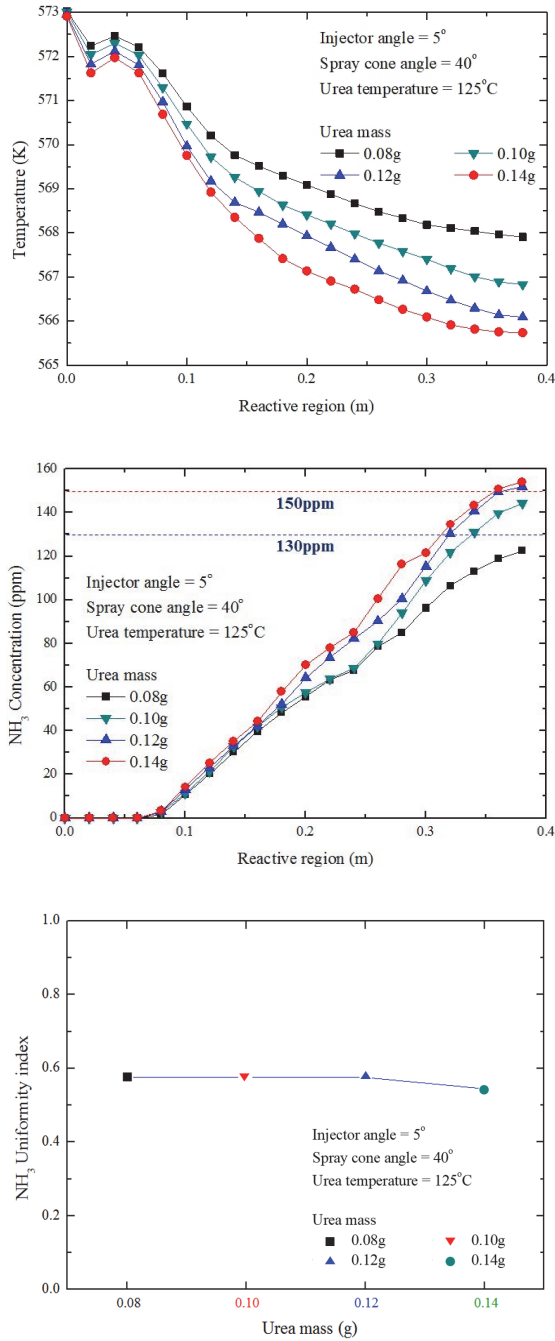 573
572
571
570
569
568
567
566
565
Temperature (K)
Injector angle = 5°
Spray cone angle = 40°
Urea temperature = 125°C
Urea mass
0.08g
0.10g
0.12g
0.14g
0.0
0.1
0.2
0.3
0.4
Reactive region (m)
160
140
120
100
80
60
40
20
0
NH3 Concentration (ppm)
150ppm
130ppm
Injector angle = 5°
Spray cone angle = 40°
Urea temperature = 125°C
Urea mass
0.08g
0.10g
0.12g
0.14g
0.0
0.1
0.2
0.3
0.4
Reactive region (m)
1.0
0.8
0.6
0.4
0.2
0.0
NH3 Uniformity index
Injector angle = 5°
Spray cone angle = 40°
Urea temperature = 125°C
Urea mass
0.08g
0.10g
0.12g
0.14g
0.08
0.10
0.12
0.14
Urea mass (g)